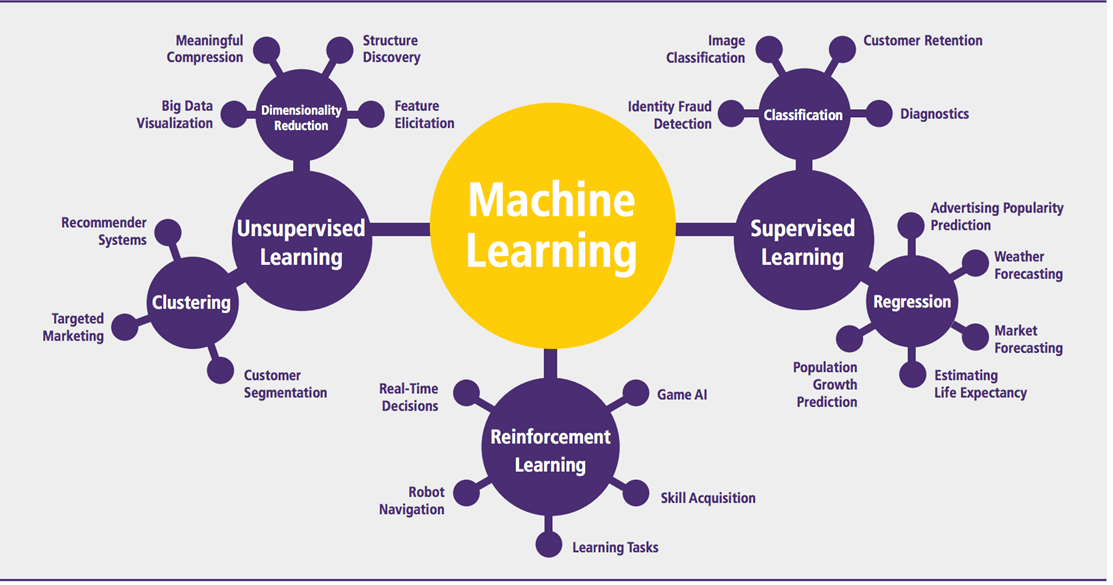 Meaningful
Compression
Structure
Discovery
Big Data
Visualization
Dimensionality
Reduction
Feature
Elicitation
Unsupervised
Learning
Recommender
Systems
Clustering
Targeted
Marketing
Customer
Segmentation
Machine
Learning
Image
Classification
Customer Retention
Identity Fraud
Detection
Classification
Diagnostics
Supervised
Learning
Advertising Popularity
Prediction
Weather
Forecasting
Regression
Market
Forecasting
Population
Growth
Prediction
Estimating
Life Expectancy
Real-Time
Decisions
Game AI
Reinforcement
Learning
Robot
Navigation
Skill Acquisition
Learning Tasks